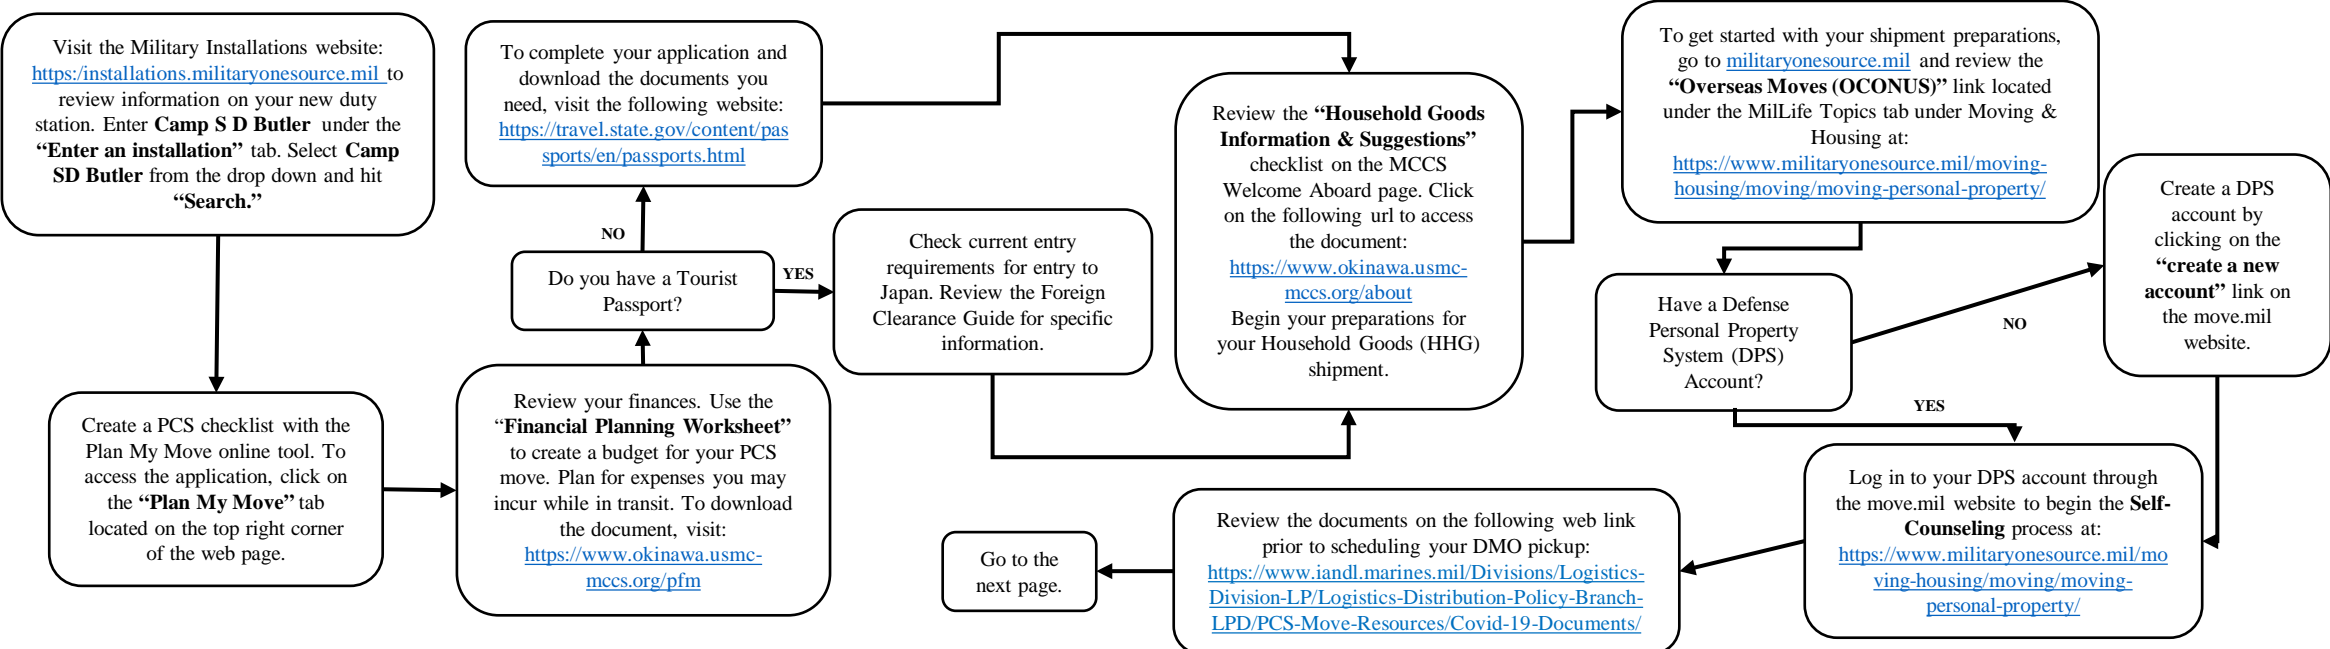 Visit the Military Installations website:
https:/installations.militaryonesource.mil to
review information on your new duty
station. Enter Camp S D Butler under the
“Enter an installation” tab. Select Camp
SD Butler from the drop down and hit
“Search.”
Create a PCS checklist with the
Plan My Move online tool. To
access the application, click on
the “Plan My Move” tab
located on the top right corner
of the web page.
Review your finances. Use the
“Financial Planning Worksheet”
to create a budget for your PCS
move. Plan for expenses you may
incur while in transit. To download
the document, visit:
https://www.okinawa.usmc-
mccs.org/pfm
Do you have a Tourist
Passport?
NO
YES
To complete your application and
download the documents you
need, visit the following website:
https://travel.state.gov/content/pas
sports/en/passports.html
Check current entry
requirements for entry to
Japan. Review the Foreign
Clearance Guide for specific
information.
Review the “Household Goods
Information & Suggestions”
checklist on the MCCS
Welcome Aboard page. Click
on the following url to access
the document:
https://www.okinawa.usmc-
mccs.org/about
Begin your preparations for
your Household Goods (HHG)
shipment.
To get started with your shipment preparations,
go to militaryonesource.mil and review the
“Overseas Moves (OCONUS)” link located
under the MilLife Topics tab under Moving &
Housing at:
https://www.militaryonesource.mil/moving-
housing/moving/moving-personal-property/
Have a Defense
Personal Property
System (DPS)
Account?
NO
YES
Create a DPS
account by
clicking on the
“create a new
account” link on
the move.mil
website.
Log in to your DPS account through
the move.mil website to begin the Self-
Counseling process at:
https://www.militaryonesource.mil/mo
ving-housing/moving/moving-
personal-property/
Review the documents on the following web link
prior to scheduling your DMO pickup:
https://www.iandl.marines.mil/Divisions/Logistics-
Division-LP/Logistics-Distribution-Policy-Branch-
LPD/PCS-Move-Resources/Covid-19-Documents/
Go to the
next page.